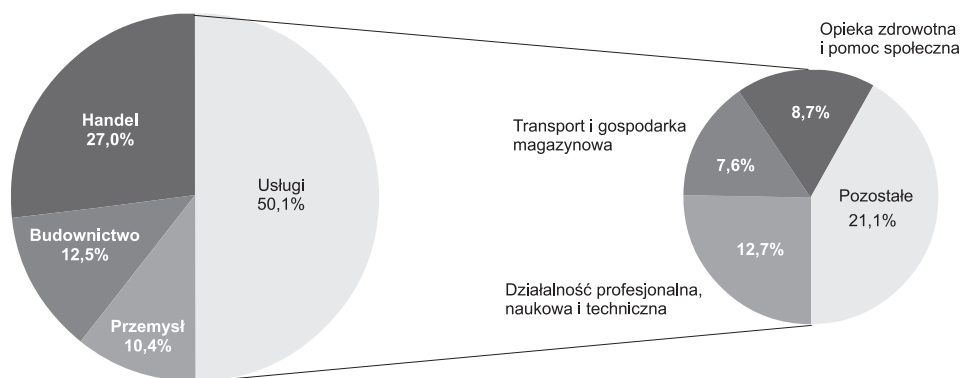 Handel
27,0%
Budownictwo
12,5%
Przemysł
10,4%
Usługi
50,1%
Opieka zdrowotna
i pomoc społeczna
8,7%
Transport i gospodarka
magazynowa
7,6%
Działalność profesjonalna,
naukowa i techniczna
12,7%
Pozostałe
21,1%